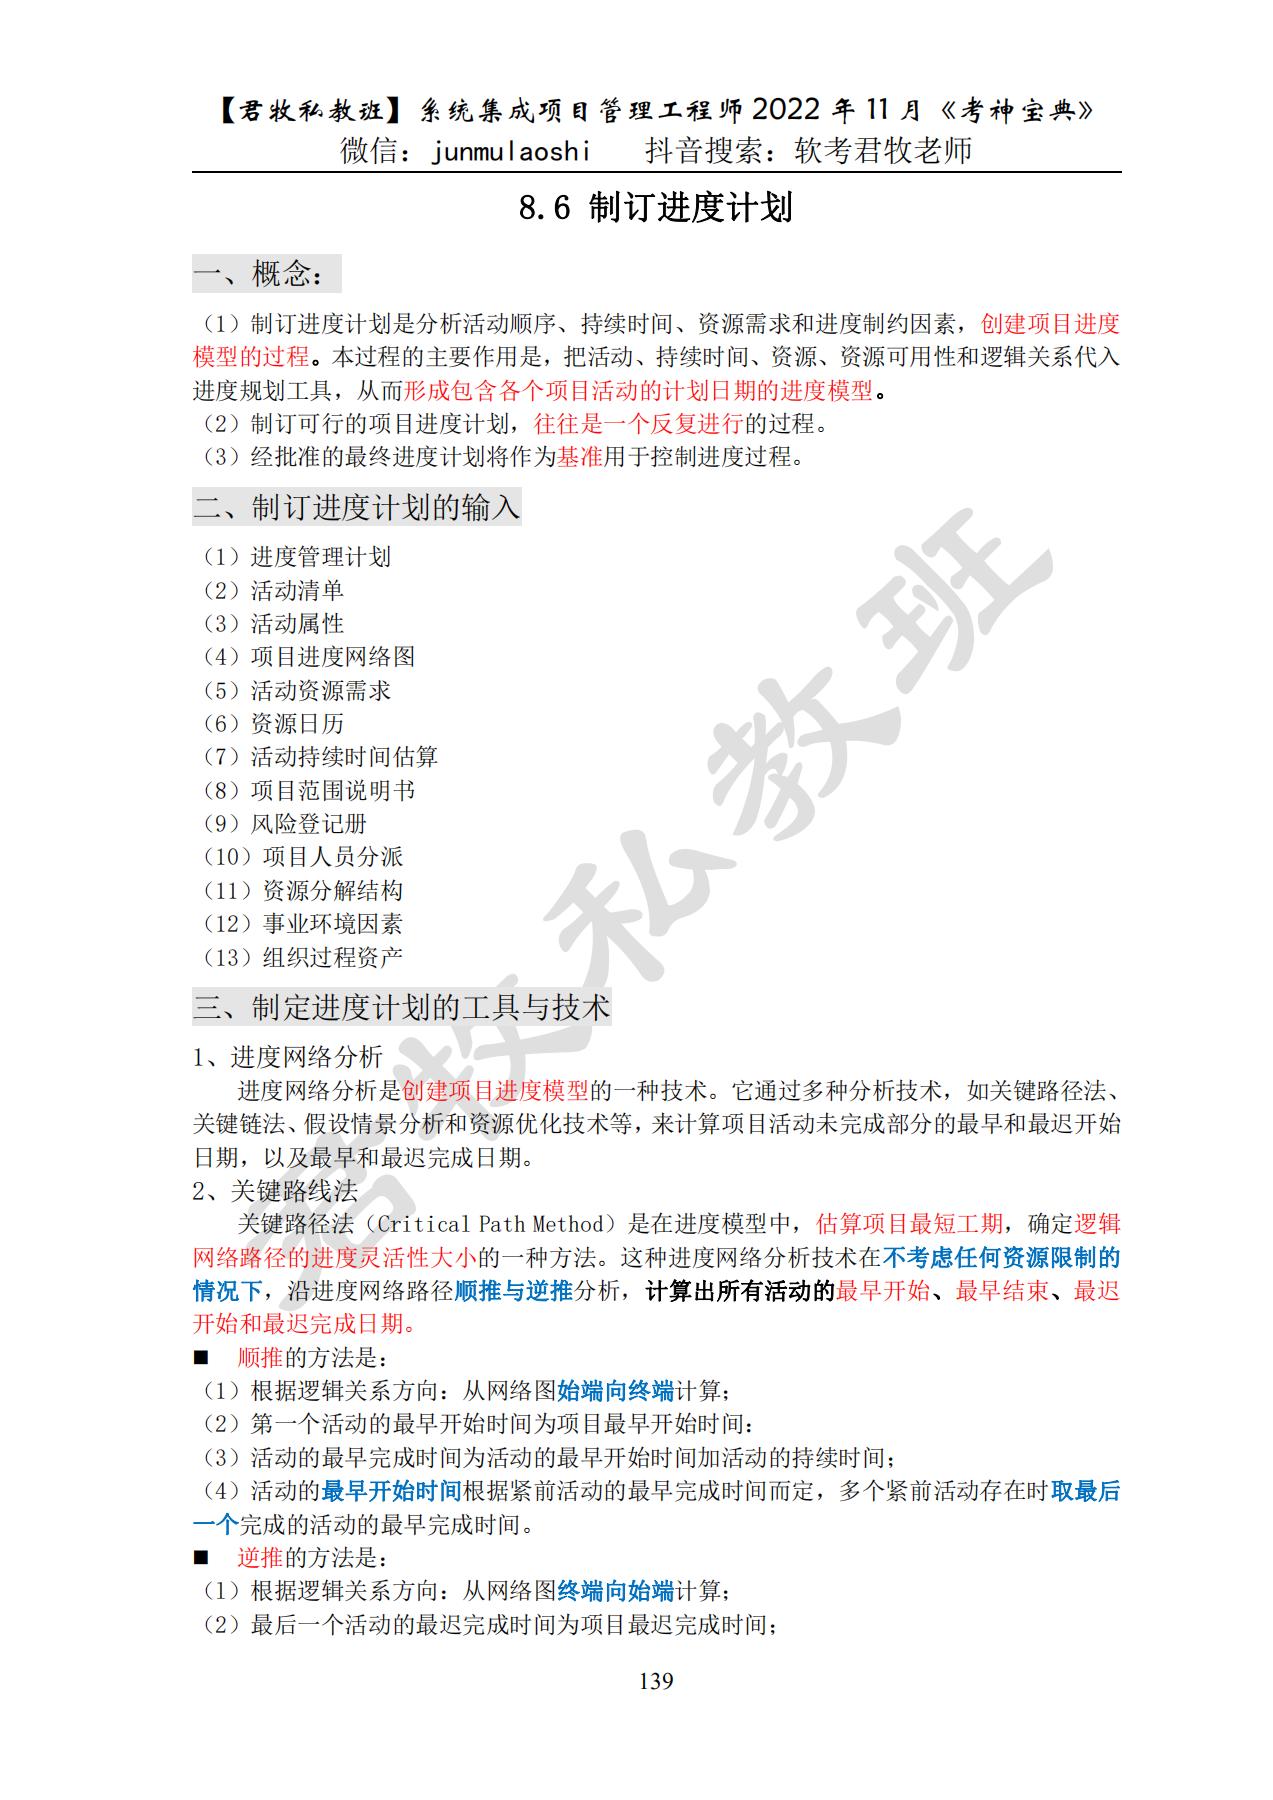 【君牧私教班】系统集成项目管理工程师 2022 年 11 月《考神宝典》
微信：junmulaoshi 抖音搜索：软考君牧老师
8.6 制订进度计划
一、概念：
（1）制订进度计划是分析活动顺序、持续时间、资源需求和进度制约因素，创建项目进度
模型的过程。本过程的主要作用是，把活动、持续时间、资源、资源可用性和逻辑关系代入
进度规划工具，从而形成包含各个项目活动的计划日期的进度模型。
（2）制订可行的项目进度计划，往往是一个反复进行的过程。
（3）经批准的最终进度计划将作为基准用于控制进度过程。
二、制订进度计划的输入
（1）进度管理计划
（2）活动清单
（3）活动属性
（4）项目进度网络图
（5）活动资源需求
（6）资源日历
（7）活动持续时间估算
（8）项目范围说明书
（9）风险登记册
（10）项目人员分派
（11）资源分解结构
（12）事业环境因素
（13）组织过程资产
三、制定进度计划的工具与技术
1、进度网络分析
进度网络分析是创建项目进度模型的一种技术。它通过多种分析技术，如关键路径法、
关键链法、假设情景分析和资源优化技术等，来计算项目活动未完成部分的最早和最迟开始
日期，以及最早和最迟完成日期。
2、关键路线法
关键路径法（Critical Path Method）是在进度模型中，估算项目最短工期，确定逻辑
网络路径的进度灵活性大小的一种方法。这种进度网络分析技术在不考虑任何资源限制的
情况下，沿进度网络路径顺推与逆推分析，计算出所有活动的最早开始、最早结束、最迟
开始和最迟完成日期。
■ 顺推的方法是：
（1）根据逻辑关系方向：从网络图始端向终端计算；
（2）第一个活动的最早开始时间为项目最早开始时间：
（3）活动的最早完成时间为活动的最早开始时间加活动的持续时间；
（4）活动的最早开始时间根据紧前活动的最早完成时间而定，多个紧前活动存在时取最后
一个完成的活动的最早完成时间。
■ 逆推的方法是：
（1）根据逻辑关系方向：从网络图终端向始端计算；
（2）最后一个活动的最迟完成时间为项目最迟完成时间；
139
君牧私教班